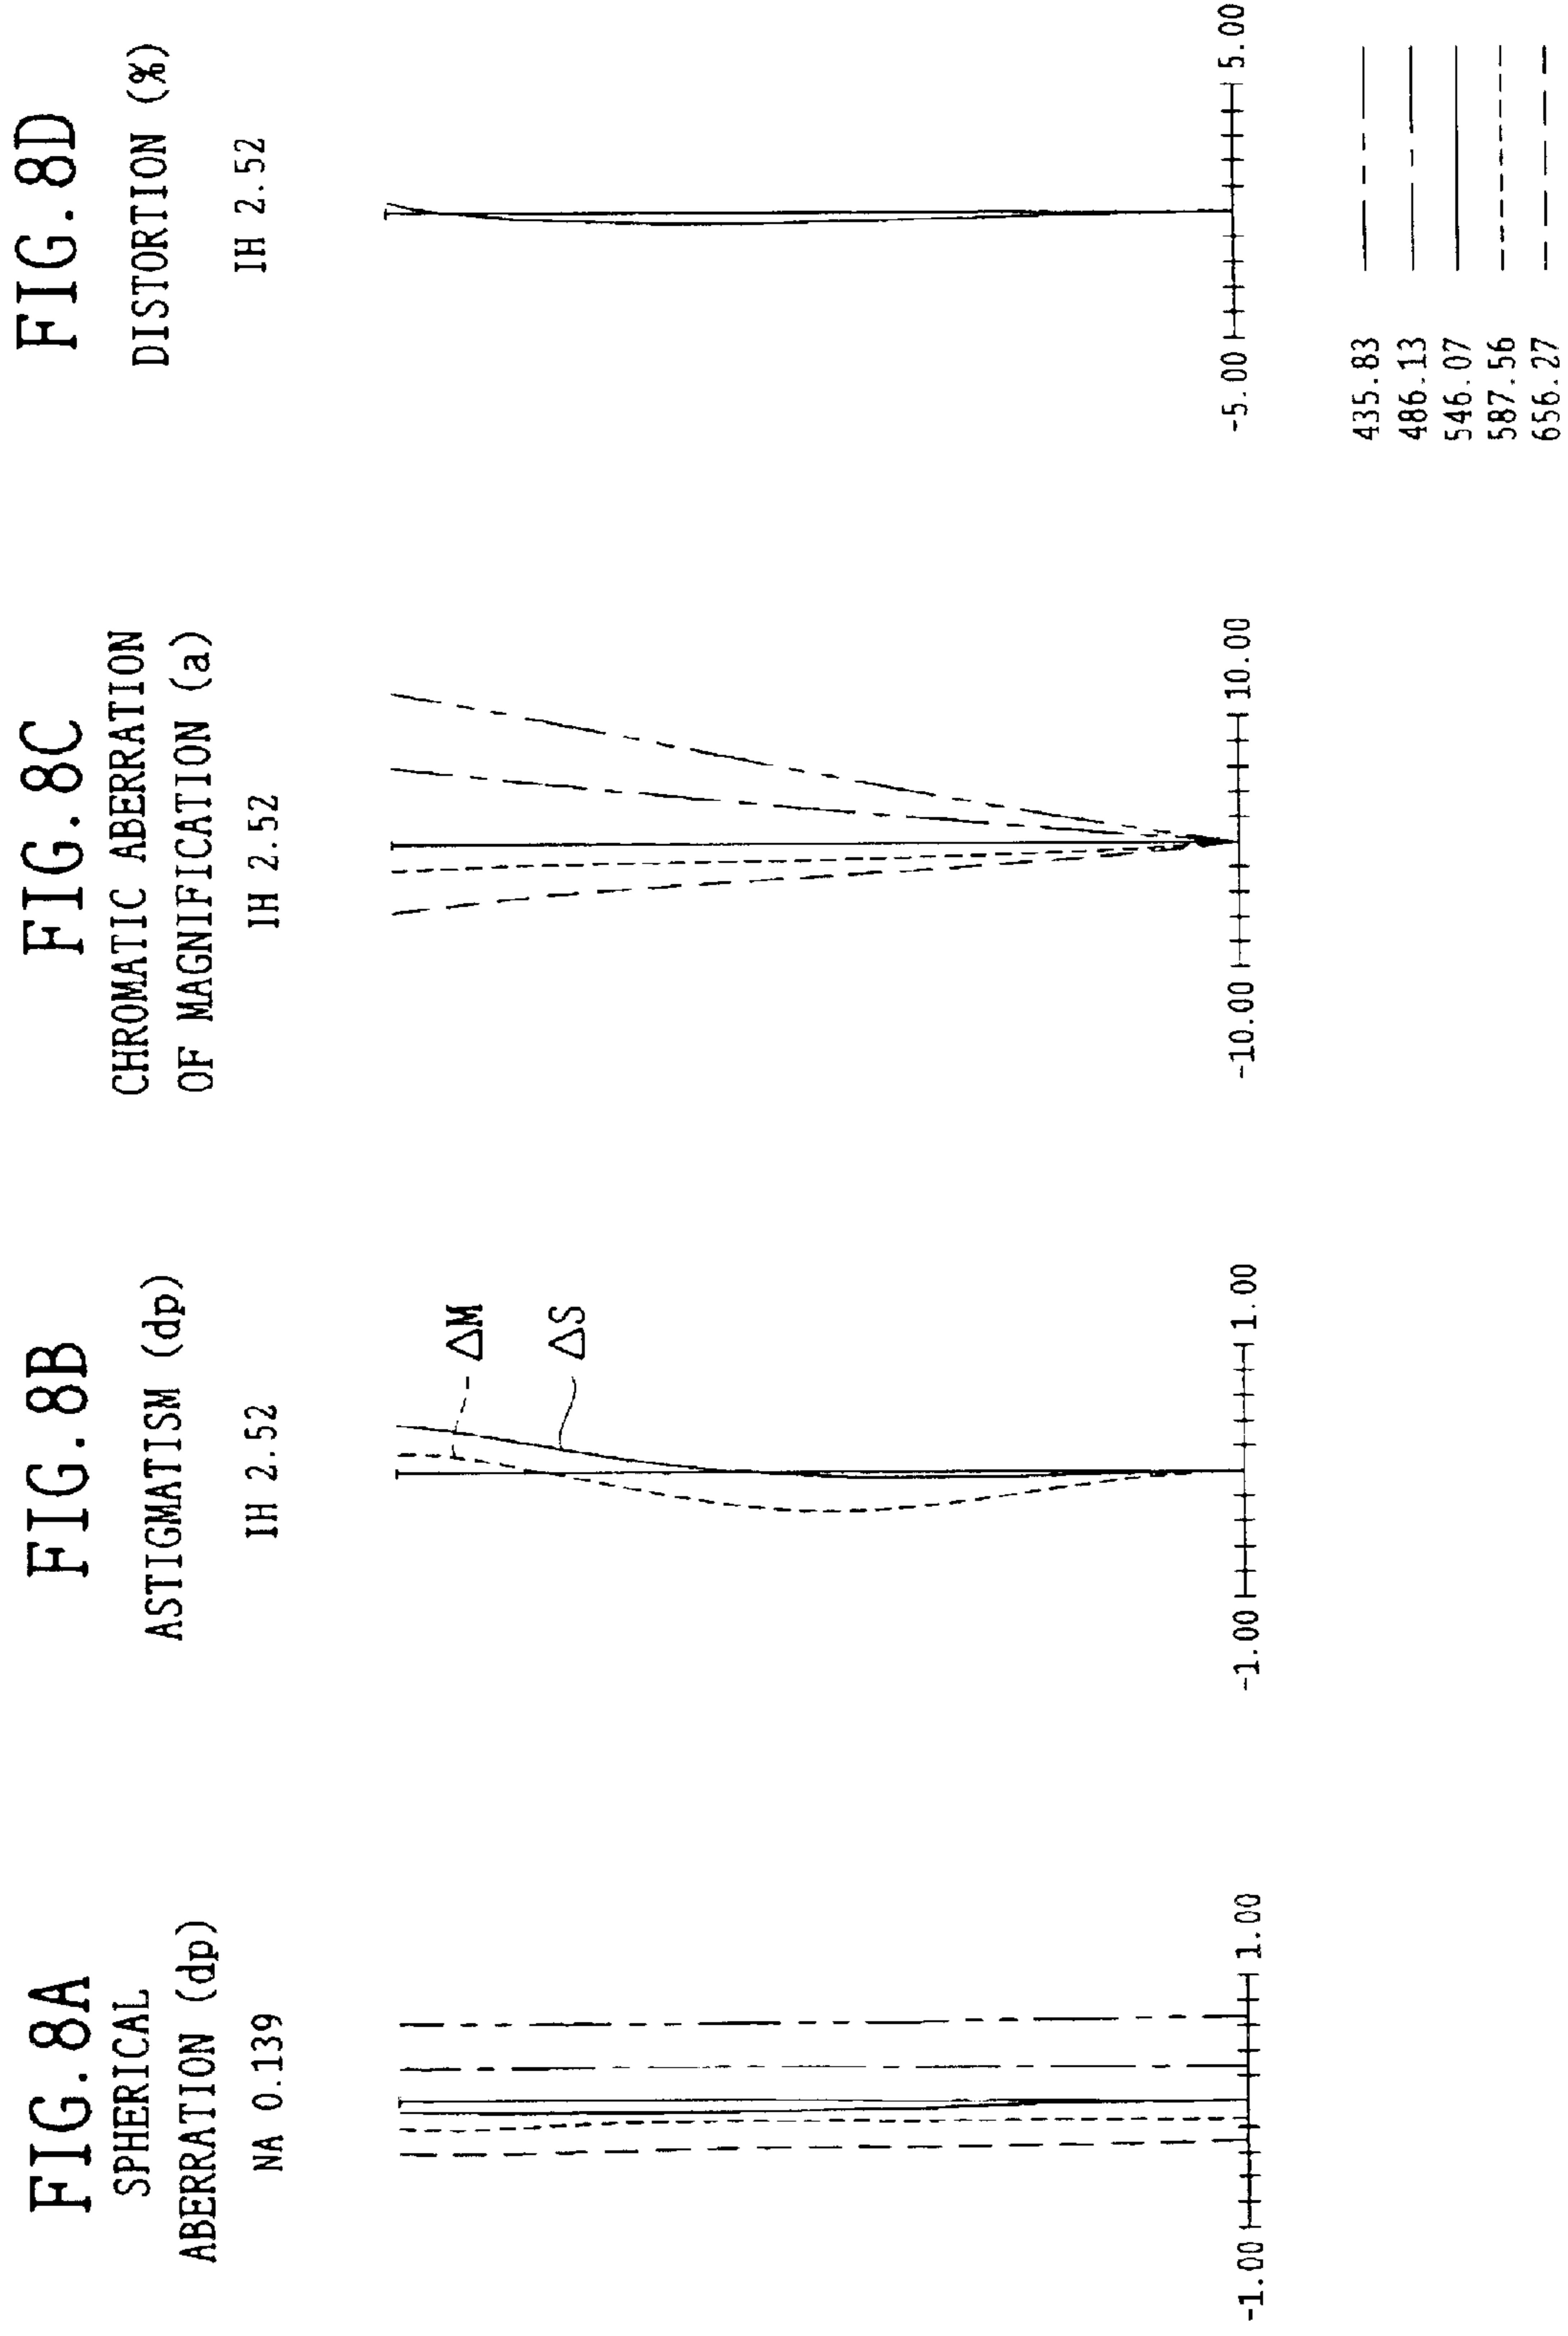 FIG.8A
SPHERICAL
ABERRATION (dp)
NA 0.139
-1.00
1.00
FIG.8B
ASTIGMATISM (dp)
IH 2.52
ΔM
ΔS
-1.00
1.00
FIG.8C
CHROMATIC ABERRATION
OF MAGNIFICATION (a)
IH 2.52
-10.00
10.00
FIG.8D
DISTORTION (%)
IH 2.52
-5.00
5.00
435.83
486.13
546.07
587.56
656.27